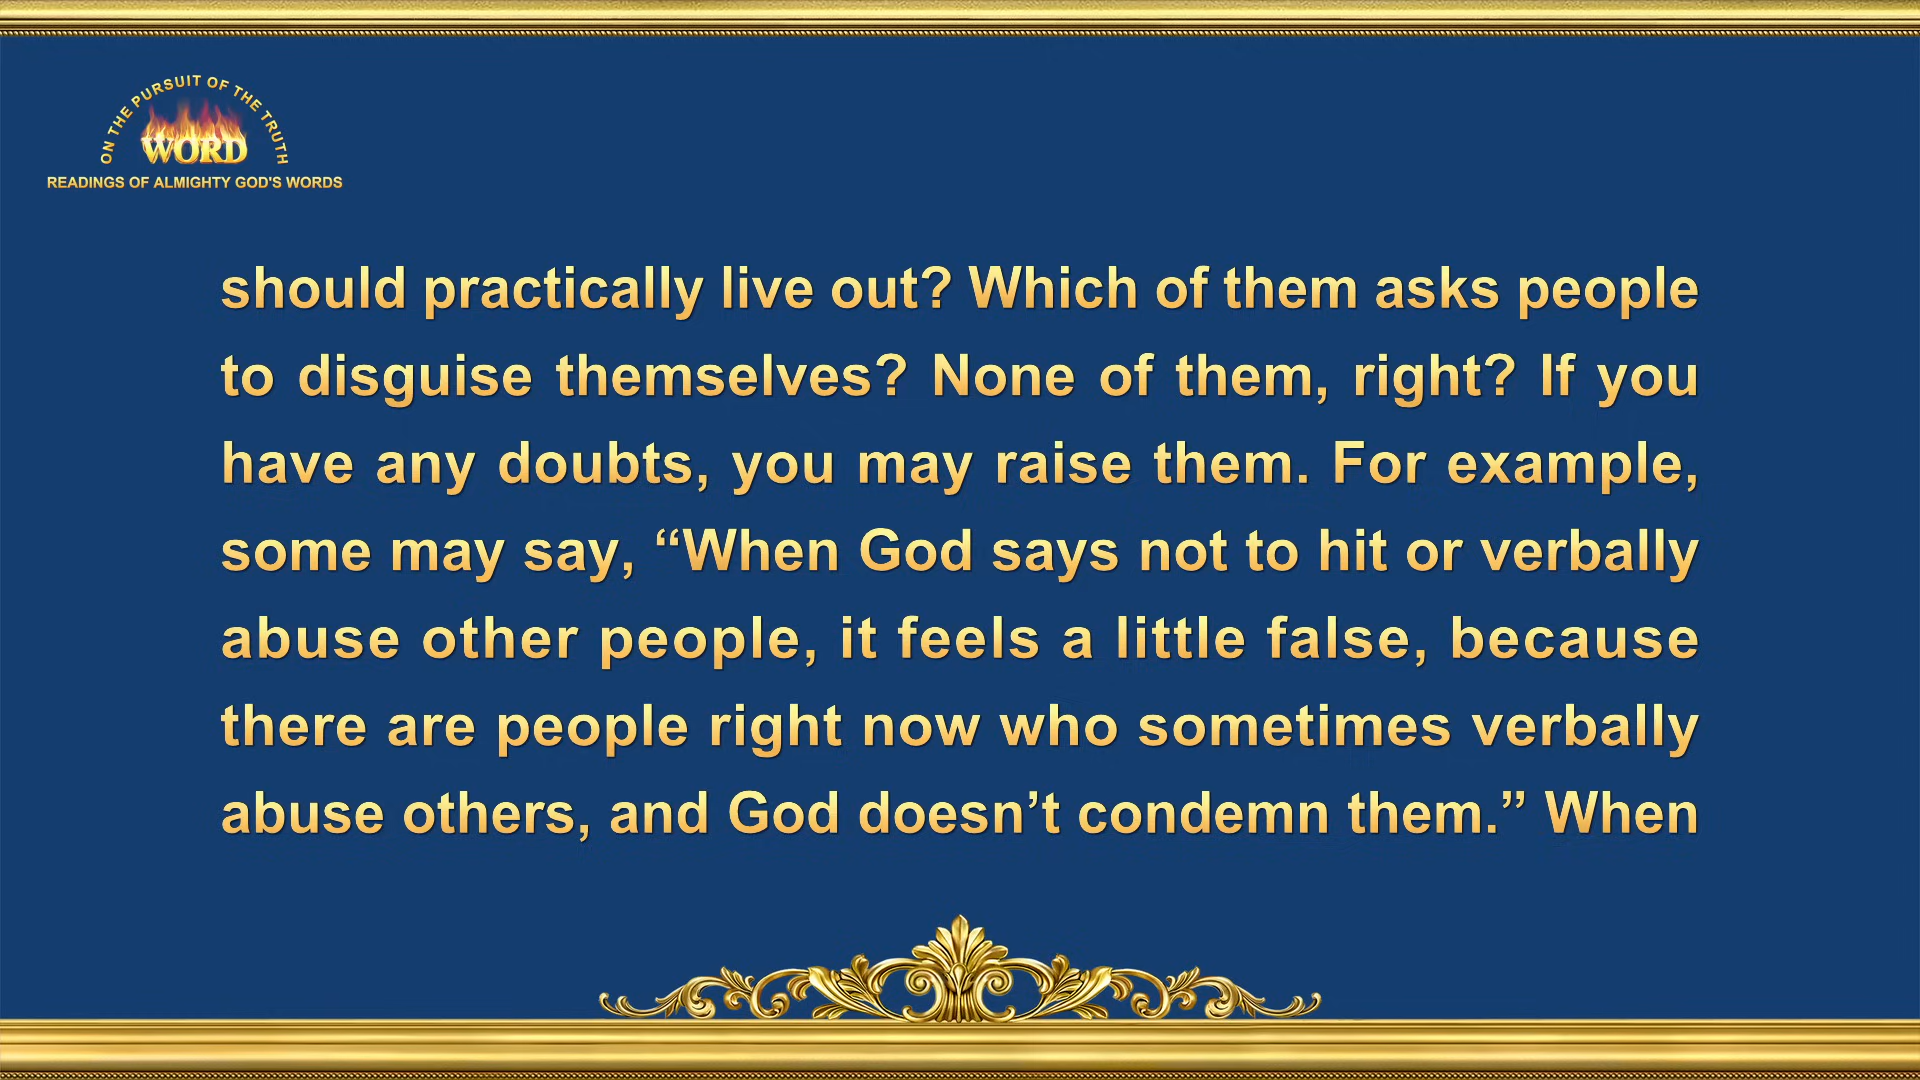 ON THE PURSUIT OF THE TRUTH
WORD
READINGS OF ALMIGHTY GOD'S WORDS
should practically live out? Which of them asks people
to disguise themselves? None of them, right? If you
have any doubts, you may raise them. For example,
some may say, “When God says not to hit or verbally
abuse other people, it feels a little false, because
there are people right now who sometimes verbally
abuse others, and God doesn’t condemn them.” When